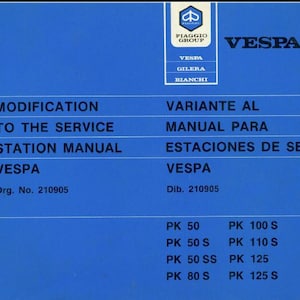 PIAGGIO
GROUP
VESPA
VESPA
GILERA
BIANCHI
MODIFICATION
TO THE SERVICE
STATION MANUAL
VESPA
Org. No. 210905
VARIANTE AL
MANUAL PARA
ESTACIONES DE SE
VESPA
Dib. 210905
PK 50 PK 100 S
PK 50 S PK 110 S
PK 50 SS PK 125
PK 80 S PK 125 S